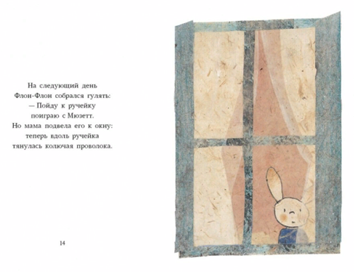 На следующий день
Флон-Флон собрался гулять:
— Пойду к ручейку
поиграю с Мюзетт.
Но мама подвела его к окну:
теперь вдоль ручейка
тянулась колючая проволока.
14